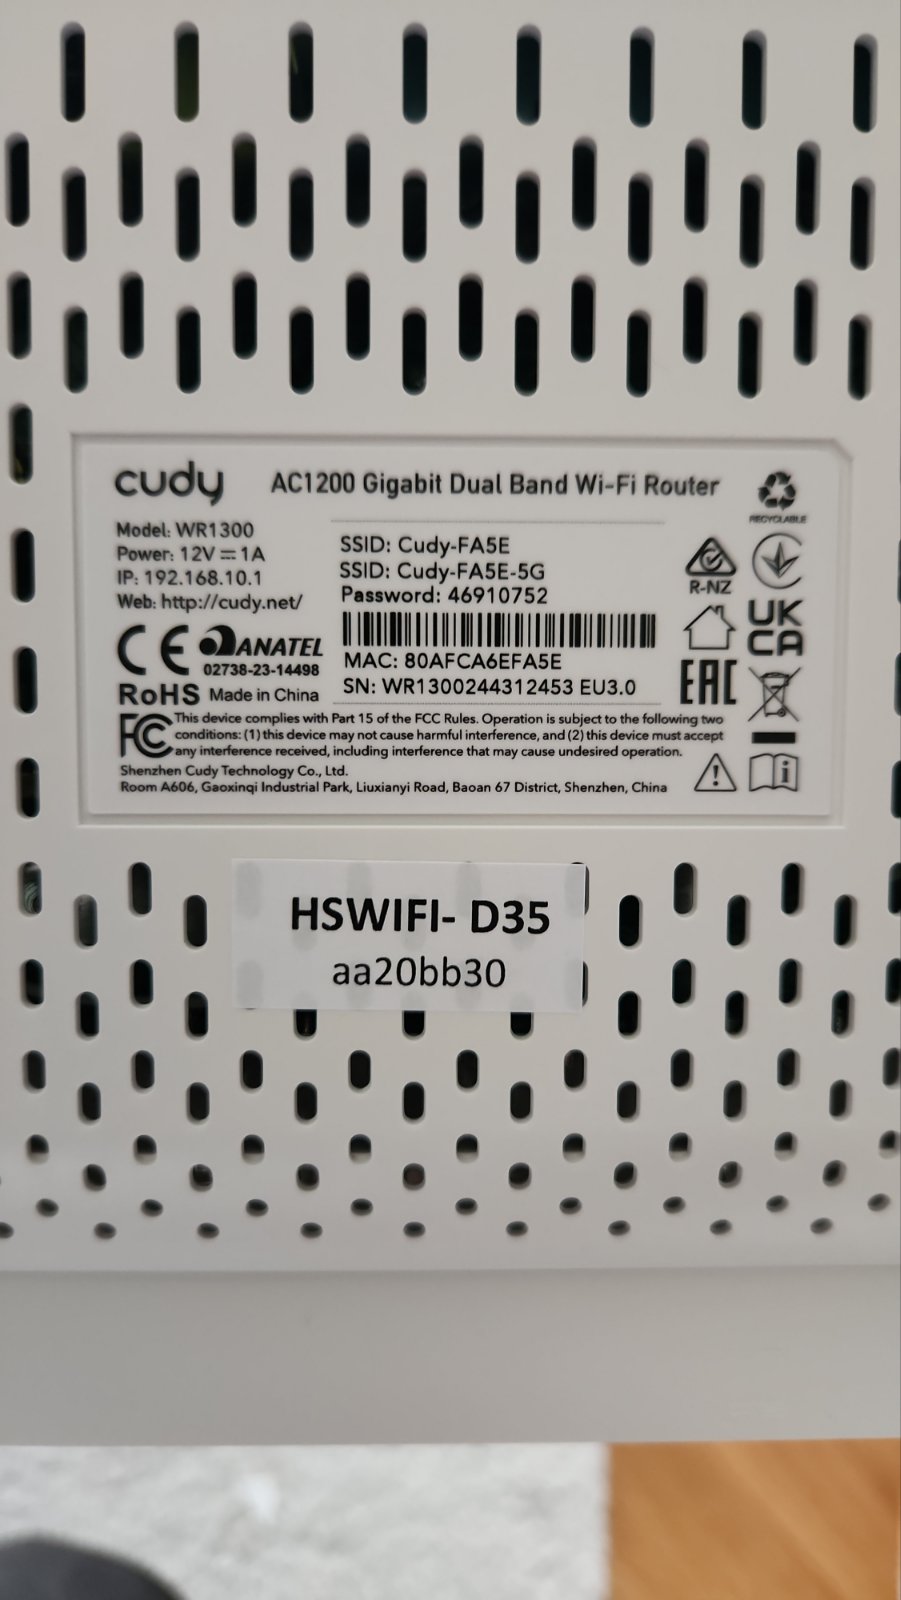 cudy AC1200 Gigabit Dual Band Wi-Fi Router
RECYCLABLE
Model: WR1300
Power: 12V⎓1A
IP: 192.168.10.1
Web: http://cudy.net/
SSID: Cudy-FA5E
SSID: Cudy-FA5E-5G
Password: 46910752
MAC: 80AFCA6EFA5E
SN: WR1300244312453 EU3.0
R-NZ
UK
CA
EAC
CE ANATEL
02738-23-14498
RoHS Made in China
FC This device complies with Part 15 of the FCC Rules. Operation is subject to the following two
conditions: (1) this device may not cause harmful interference, and (2) this device must accept
any interference received, including interference that may cause undesired operation.
Shenzhen Cudy Technology Co., Ltd.
Room A606, Gaoxinqi Industrial Park, Liuxianyi Road, Baoan 67 District, Shenzhen, China
HSWIFI- D35
aa20bb30